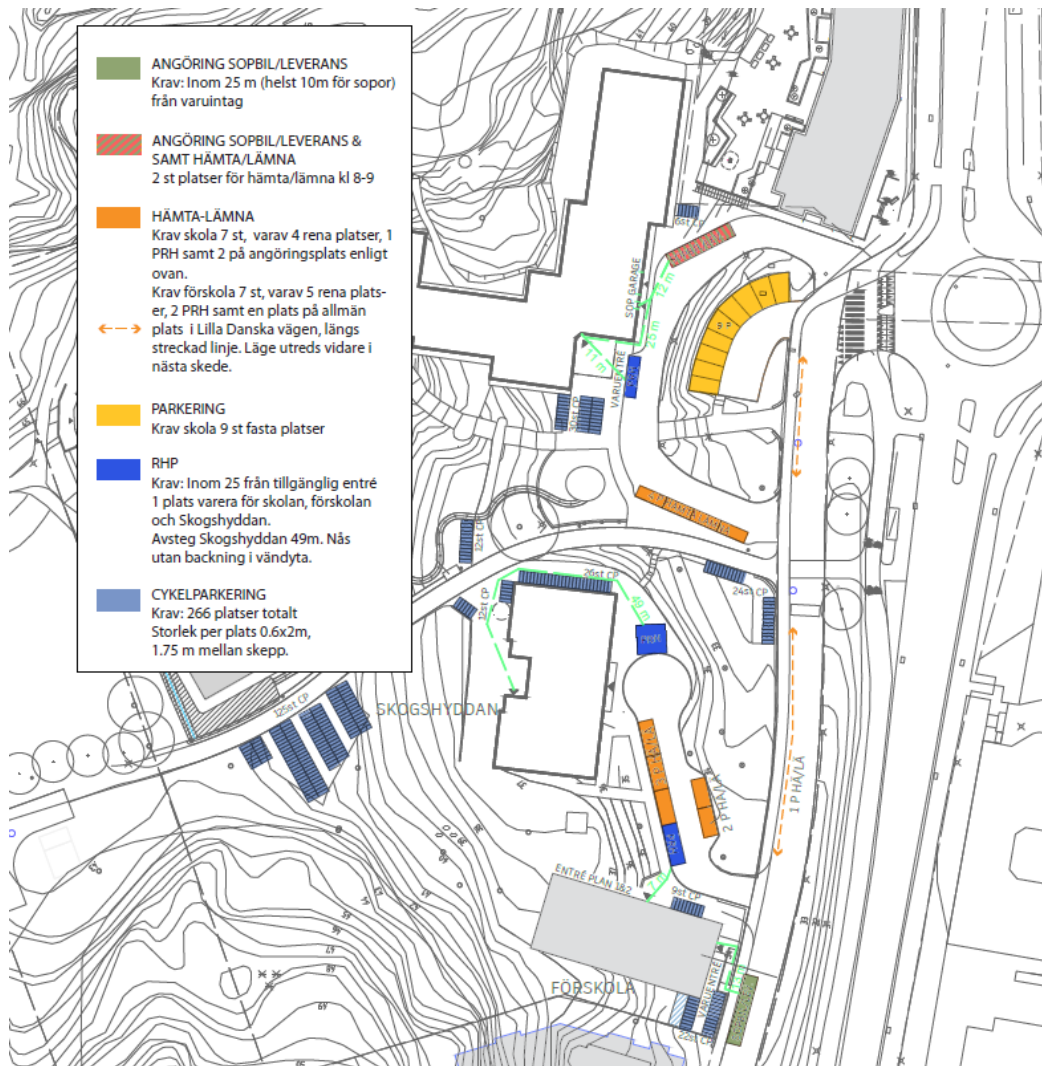 ANGÖRING SOPBIL/LEVERANS
Krav: Inom 25 m (helst 10m för sopor)
från varuintag
ANGÖRING SOPBIL/LEVERANS &
SAMT HÄMTA/LÄMNA
2 st platser för hämta/lämna kl 8-9
HÄMTA-LÄMNA
Krav skola 7 st, varav 4 rena platser, 1
PRH samt 2 på angöringsplats enligt
ovan.
Krav förskola 7 st, varav 5 rena plats-
er, 2 PRH samt en plats på allmän
plats i Lilla Danska vägen, längs
streckad linje. Läge utreds vidare i
nästa skede.
PARKERING
Krav skola 9 st fasta platser
RHP
Krav: Inom 25 från tillgänglig entré
1 plats varera för skolan, förskolan
och Skogshyddan.
Avsteg Skogshyddan 49m. Nås
utan backning i vändyta.
CYKELPARKERING
Krav: 266 platser totalt
Storlek per plats 0.6x2m,
1.75 m mellan skepp.
6st CP
SOP GARAGE
12 m
25 m
11 m
VARUENTRÉ
30st CP
12st CP
26st CP
12st CP
49 m
24st CP
125st CP
SKOGSHYDDAN
2 P HÄ/LÄ
1 P HÄ/LÄ
ENTRÉ PLAN 1&2
7 m
9st CP
VARUENTRÉ
FÖRSKOLA
22st CP